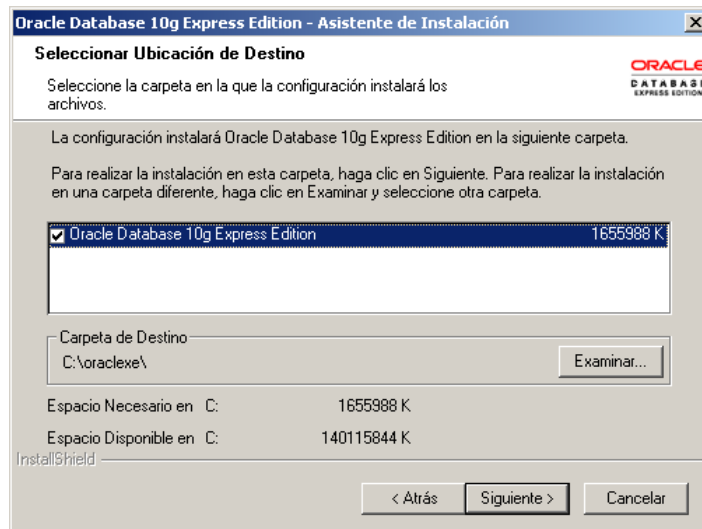 Oracle Database 10g Express Edition - Asistente de Instalación
Seleccionar Ubicación de Destino
Seleccione la carpeta en la que la configuración instalará los
archivos.
ORACLE
DATABASE
EXPRESS EDITION
La configuración instalará Oracle Database 10g Express Edition en la siguiente carpeta.
Para realizar la instalación en esta carpeta, haga clic en Siguiente. Para realizar la instalación
en una carpeta diferente, haga clic en Examinar y seleccione otra carpeta.
Oracle Database 10g Express Edition 1655988 K
Carpeta de Destino
C:\oraclexe\
Examinar...
Espacio Necesario en C: 1655988 K
Espacio Disponible en C: 140115844 K
InstallShield
< Atrás
Siguiente >
Cancelar